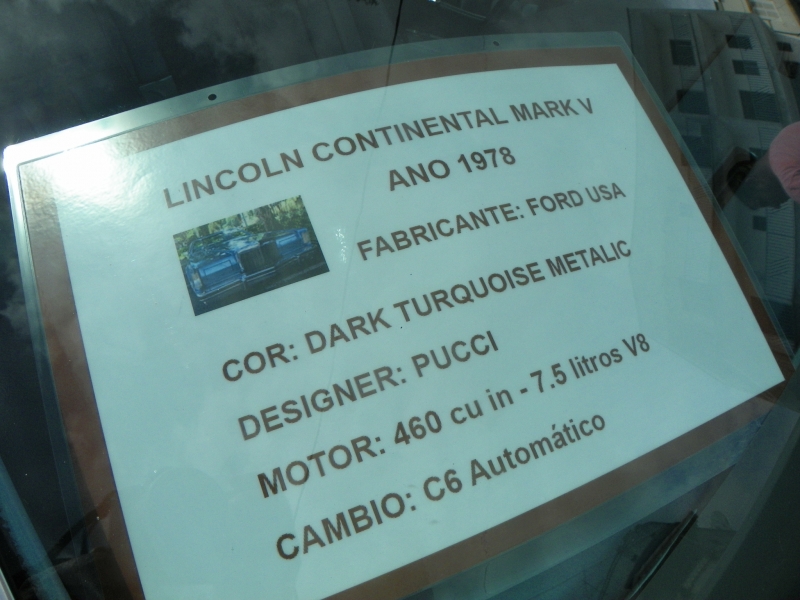 LINCOLN CONTINENTAL MARK V
ANO 1978
FABRICANTE: FORD USA
COR: DARK TURQUOISE METALIC
DESIGNER: PUCCI
MOTOR: 460 cu in - 7.5 litros V8
CAMBIO: C6 Automático